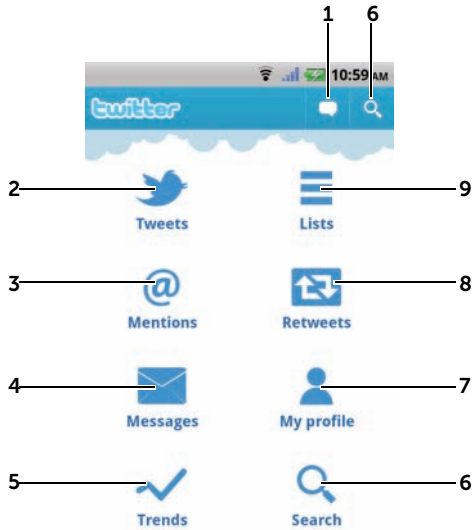 1 6
10:59 AM
twitter
2 9
Tweets Lists
@
3 8
Mentions Retweets
4 7
Messages My profile
5 6
Trends Search